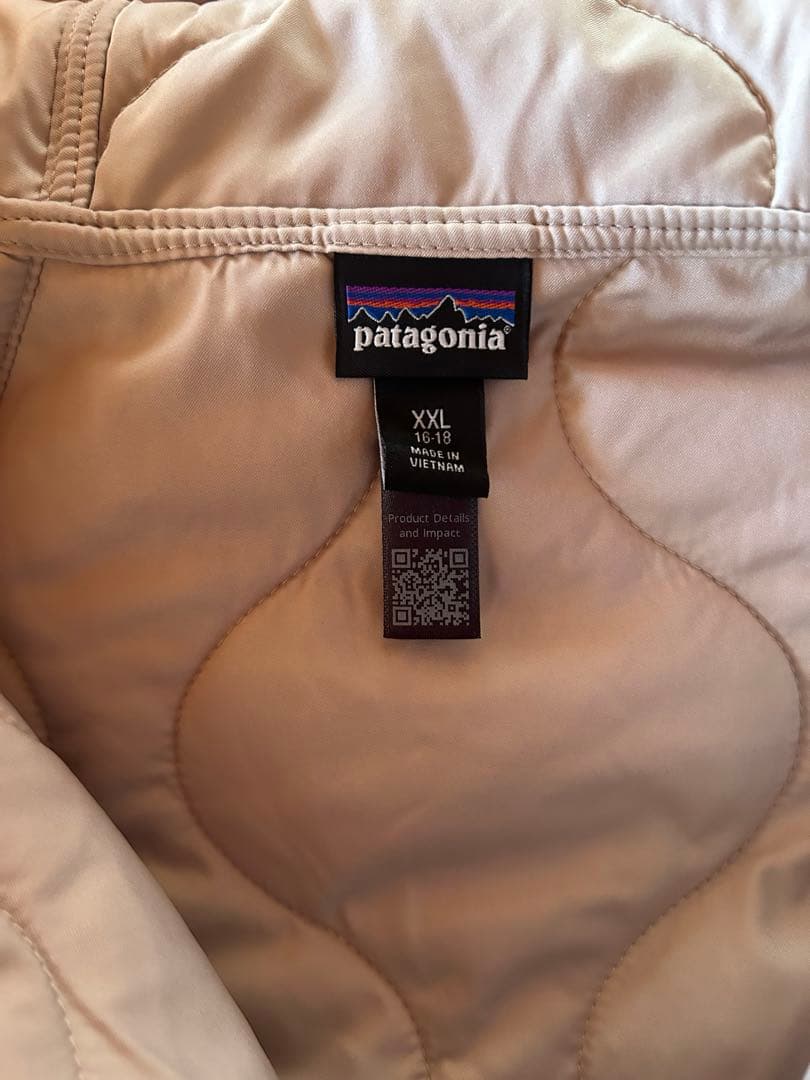 patagonia®
XXL
16-18
MADE IN
VIETNAM
Product Details
and Impact